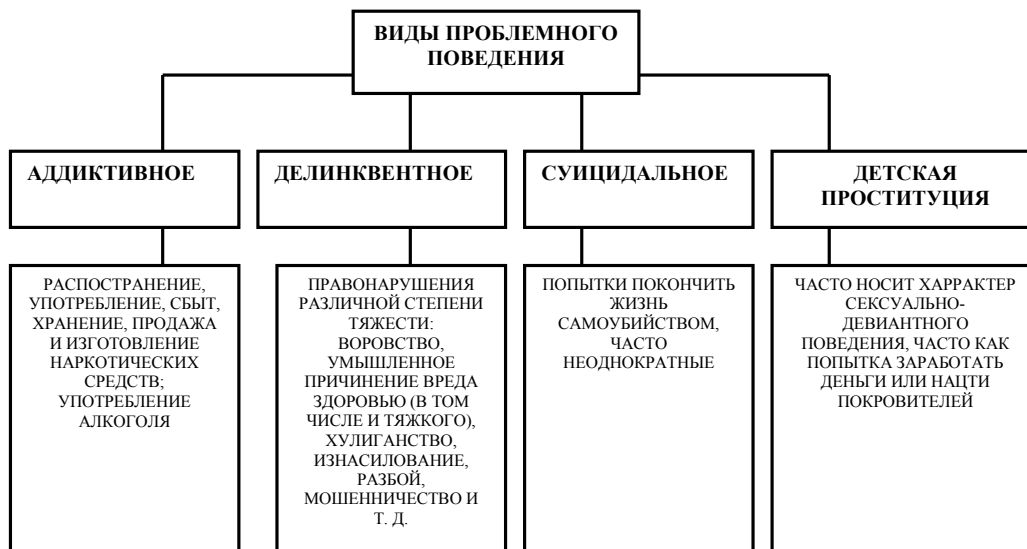 ВИДЫ ПРОБЛЕМНОГО
ПОВЕДЕНИЯ
АДДИКТИВНОЕ
ДЕЛИНКВЕНТНОЕ
СУИЦИДАЛЬНОЕ
ДЕТСКАЯ
ПРОСТИТУЦИЯ
РАСПОСТРАНЕНИЕ,
УПОТРЕБЛЕНИЕ, СБЫТ,
ХРАНЕНИЕ, ПРОДАЖА
И ИЗГОТОВЛЕНИЕ
НАРКОТИЧЕСКИХ
СРЕДСТВ;
УПОТРЕБЛЕНИЕ
АЛКОГОЛЯ
ПРАВОНАРУШЕНИЯ
РАЗЛИЧНОЙ СТЕПЕНИ
ТЯЖЕСТИ:
ВОРОВСТВО,
УМЫШЛЕННОЕ
ПРИЧИНЕНИЕ ВРЕДА
ЗДОРОВЬЮ (В ТОМ
ЧИСЛЕ И ТЯЖКОГО),
ХУЛИГАНСТВО,
ИЗНАСИЛОВАНИЕ,
РАЗБОЙ,
МОШЕННИЧЕСТВО И
Т. Д.
ПОПЫТКИ ПОКОНЧИТЬ
ЖИЗНЬ
САМОУБИЙСТВОМ,
ЧАСТО
НЕОДНОКРАТНЫЕ
ЧАСТО НОСИТ ХАРРАКТЕР
СЕКСУАЛЬНО-
ДЕВИАНТНОГО
ПОВЕДЕНИЯ, ЧАСТО КАК
ПОПЫТКА ЗАРАБОТАТЬ
ДЕНЬГИ ИЛИ НАЦТИ
ПОКРОВИТЕЛЕЙ